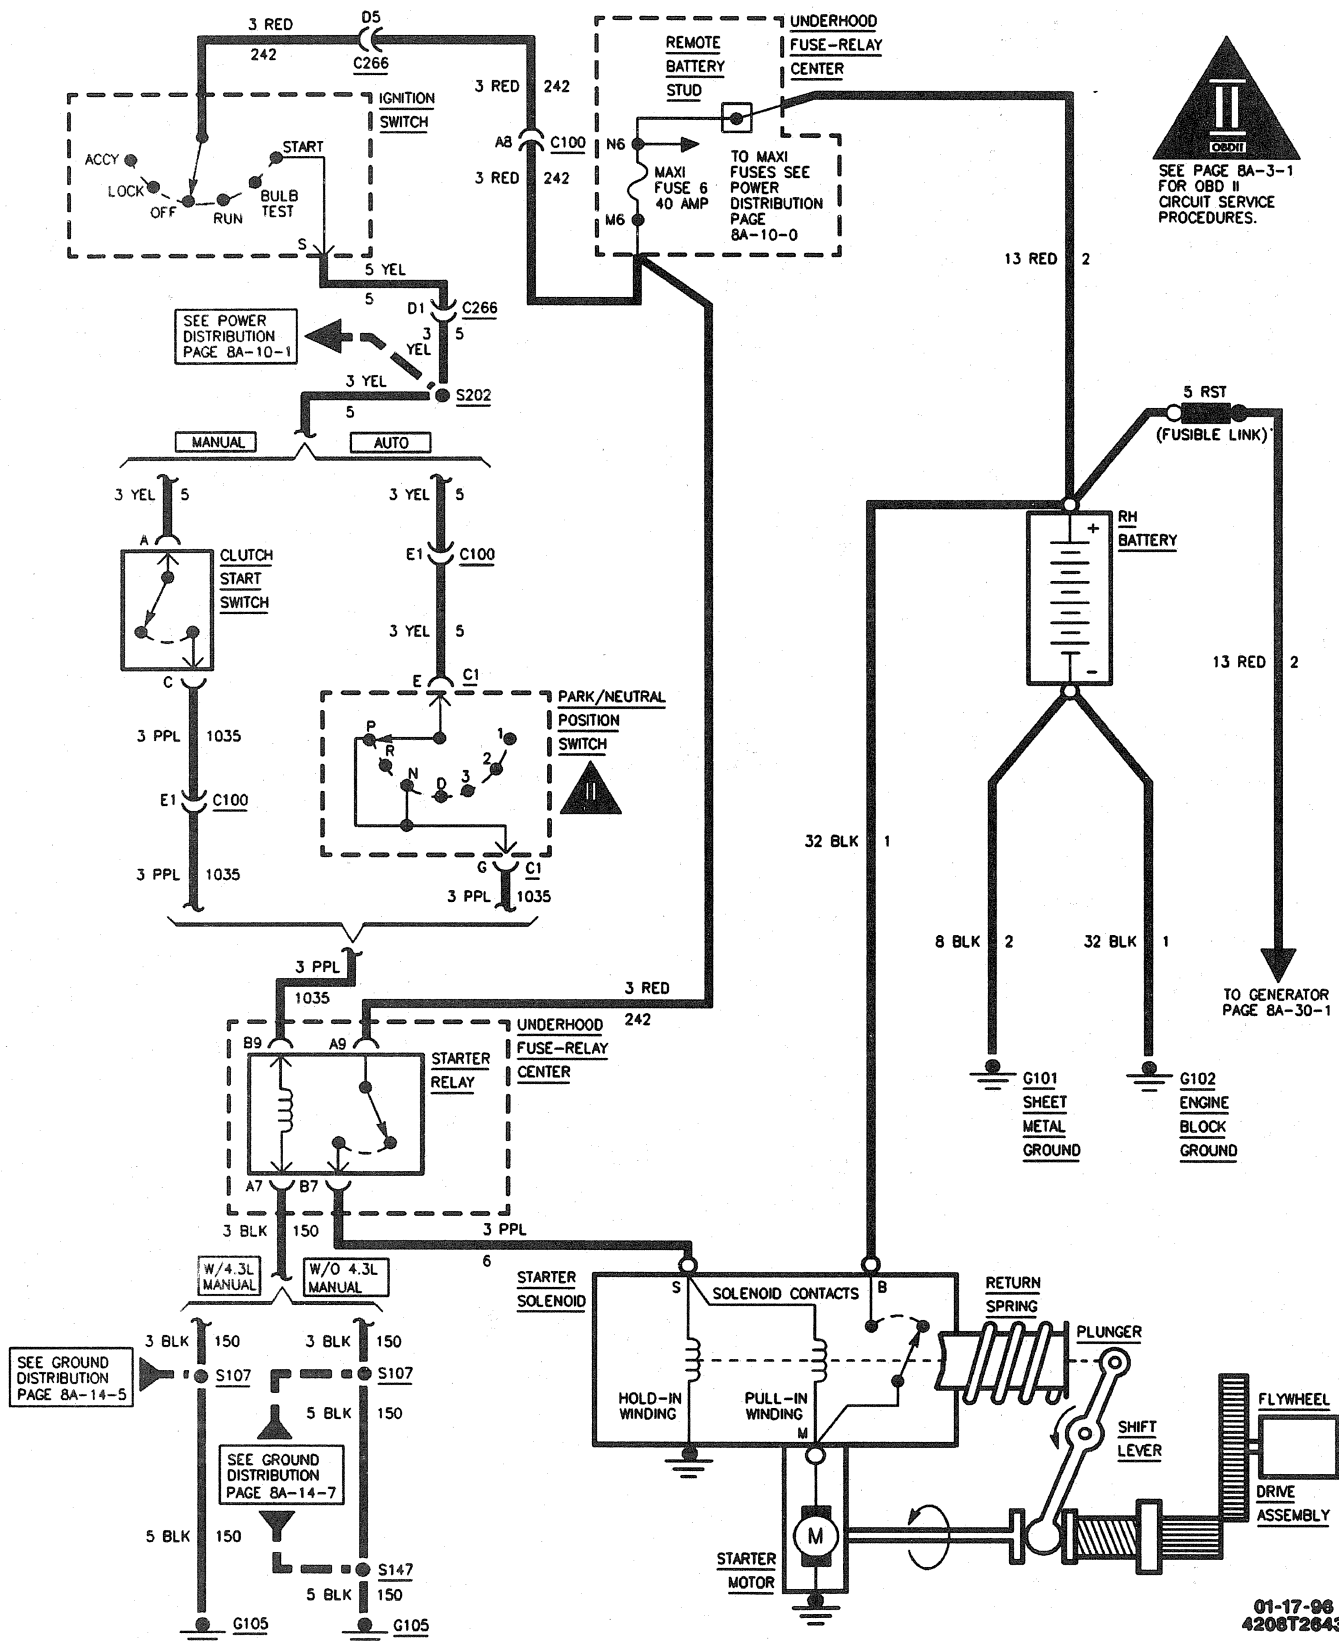 D5
3 RED
242
C266
IGNITION
SWITCH
ACCY
LOCK
OFF
RUN
BULB
TEST
START
S
3 RED
242
A8
C100
3 RED
242
UNDERHOOD
FUSE-RELAY
CENTER
REMOTE
BATTERY
STUD
N6
MAXI
FUSE 6
40 AMP
M6
TO MAXI
FUSES SEE
POWER
DISTRIBUTION
PAGE
8A-10-0
II
OBDII
SEE PAGE 8A-3-1
FOR OBD II
CIRCUIT SERVICE
PROCEDURES.
13 RED
2
5 YEL
5
D1
C266
3
YEL
5
SEE POWER
DISTRIBUTION
PAGE 8A-10-1
3 YEL
5
S202
MANUAL
AUTO
5 RST
(FUSIBLE LINK)
3 YEL
5
3 YEL
5
A
CLUTCH
START
SWITCH
C
E1
C100
3 YEL
5
E
C1
RH
BATTERY
+
-
13 RED
2
PARK/NEUTRAL
POSITION
SWITCH
II
P
R
N
D
3
2
1
G
C1
3 PPL
1035
3 PPL
1035
E1
C100
3 PPL
1035
32 BLK
1
8 BLK
2
32 BLK
1
TO GENERATOR
PAGE 8A-30-1
3 PPL
1035
3 RED
242
UNDERHOOD
FUSE-RELAY
CENTER
B9
A9
STARTER
RELAY
A7
B7
G101
SHEET
METAL
GROUND
G102
ENGINE
BLOCK
GROUND
3 BLK
150
3 PPL
6
W/4.3L
MANUAL
W/O 4.3L
MANUAL
STARTER
SOLENOID
S
SOLENOID CONTACTS
B
HOLD-IN
WINDING
PULL-IN
WINDING
M
RETURN
SPRING
PLUNGER
SHIFT
LEVER
FLYWHEEL
DRIVE
ASSEMBLY
3 BLK
150
3 BLK
150
SEE GROUND
DISTRIBUTION
PAGE 8A-14-5
S107
S107
5 BLK
150
SEE GROUND
DISTRIBUTION
PAGE 8A-14-7
5 BLK
150
S147
5 BLK
150
G105
G105
M
STARTER
MOTOR
01-17-96
4208T2643